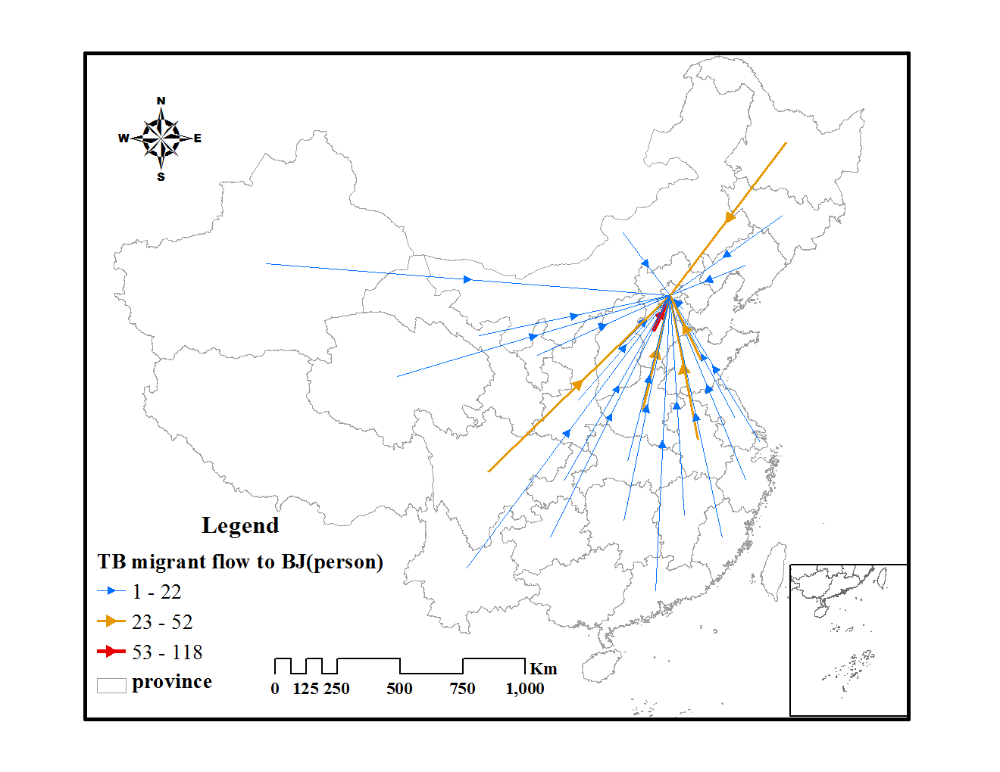 N
W E
S
Legend
TB migrant flow to BJ(person)
1 - 22
23 - 52
53 - 118
province
Km
0 125 250 500 750 1,000